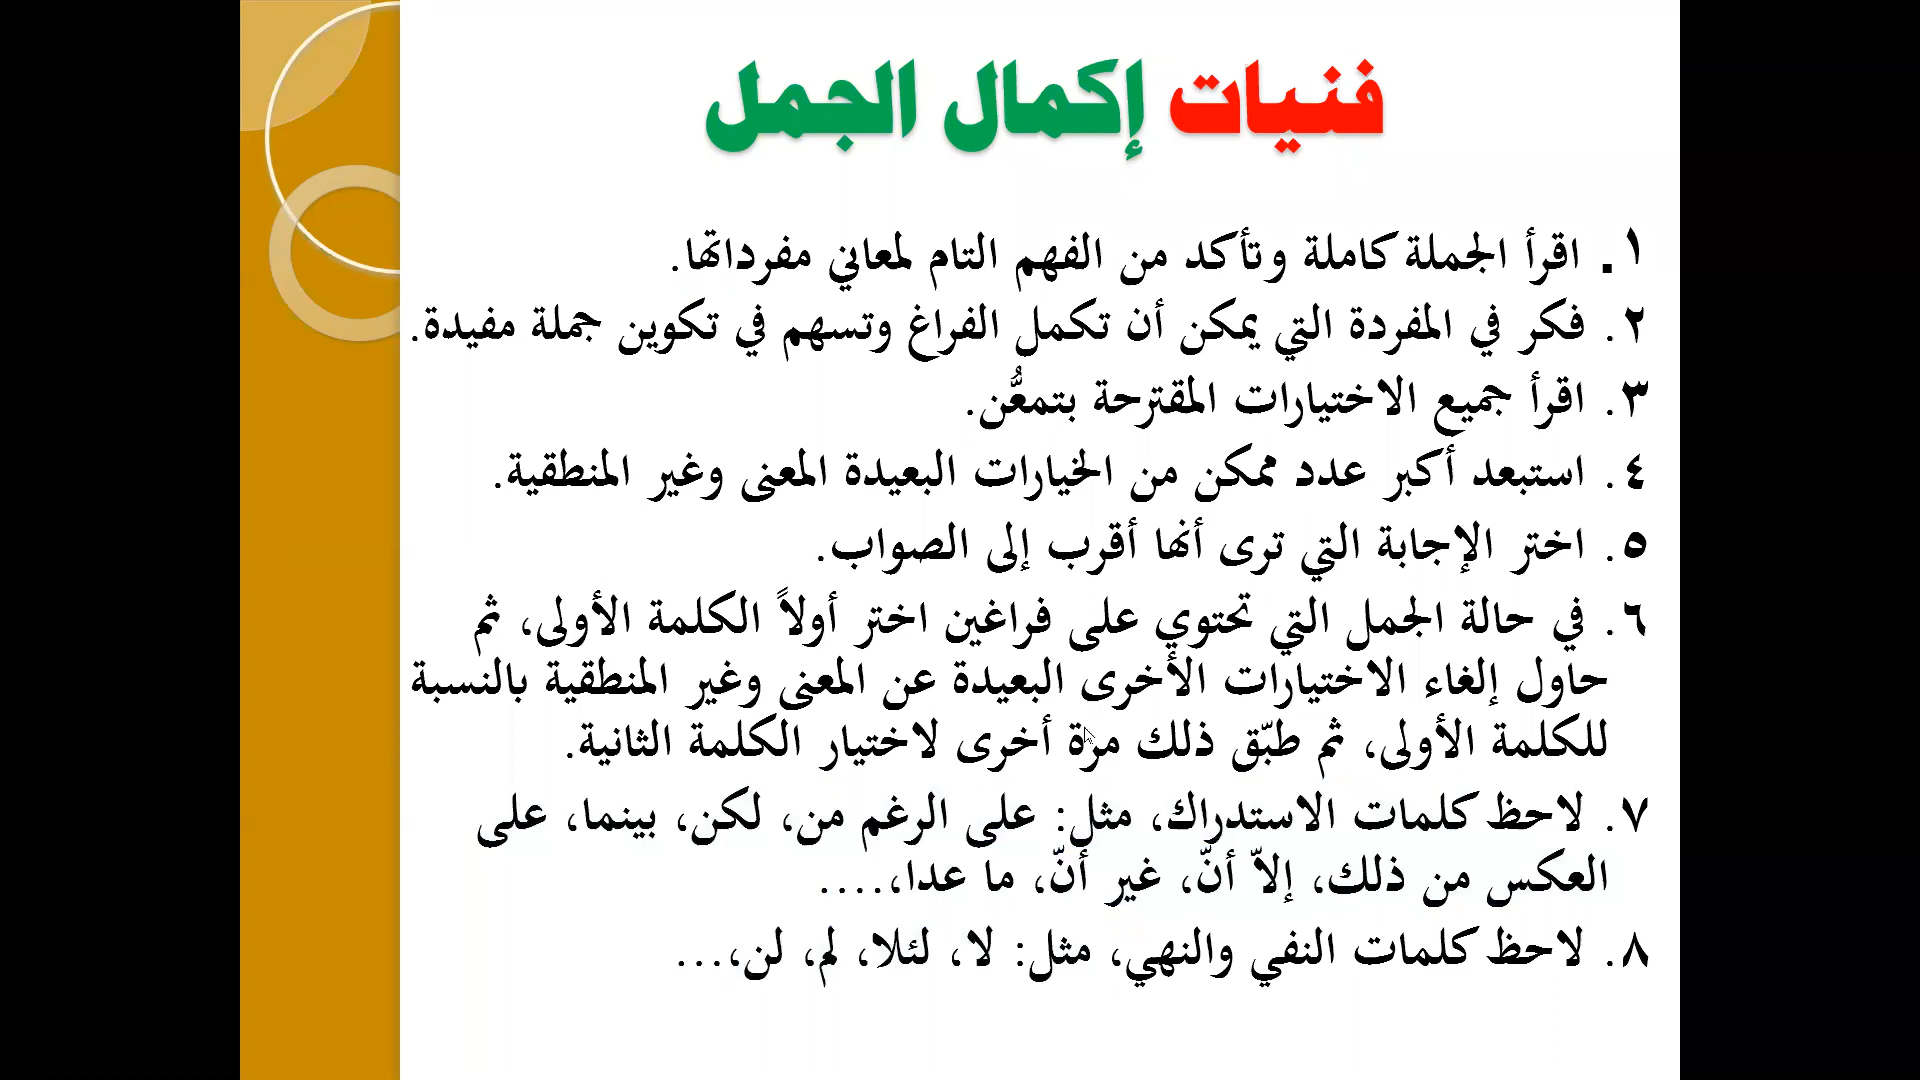 فنيات إكمال الجمل
١. اقرأ الجملة كاملة وتأكد من الفهم التام لمعاني مفرداتها.
٢. فكر في المفردة التي يمكن أن تكمل الفراغ وتسهم في تكوين جملة مفيدة.
٣. اقرأ جميع الاختيارات المقترحة بتمعُّن.
٤. استبعد أكبر عدد ممكن من الخيارات البعيدة المعنى وغير المنطقية.
٥. اختر الإجابة التي ترى أنها أقرب إلى الصواب.
٦. في حالة الجمل التي تحتوي على فراغين اختر أولاً الكلمة الأولى، ثم
حاول إلغاء الاختيارات الأخرى البعيدة عن المعنى وغير المنطقية بالنسبة
للكلمة الأولى، ثم طبّق ذلك مرة أخرى لاختيار الكلمة الثانية.
٧. لاحظ كلمات الاستدراك، مثل: على الرغم من، لكن، بينما، على
العكس من ذلك، إلاّ أنّ، غير أنّ، ما عدا،....
٨. لاحظ كلمات النفي والنهي، مثل: لا، لئلا، لم، لن،...